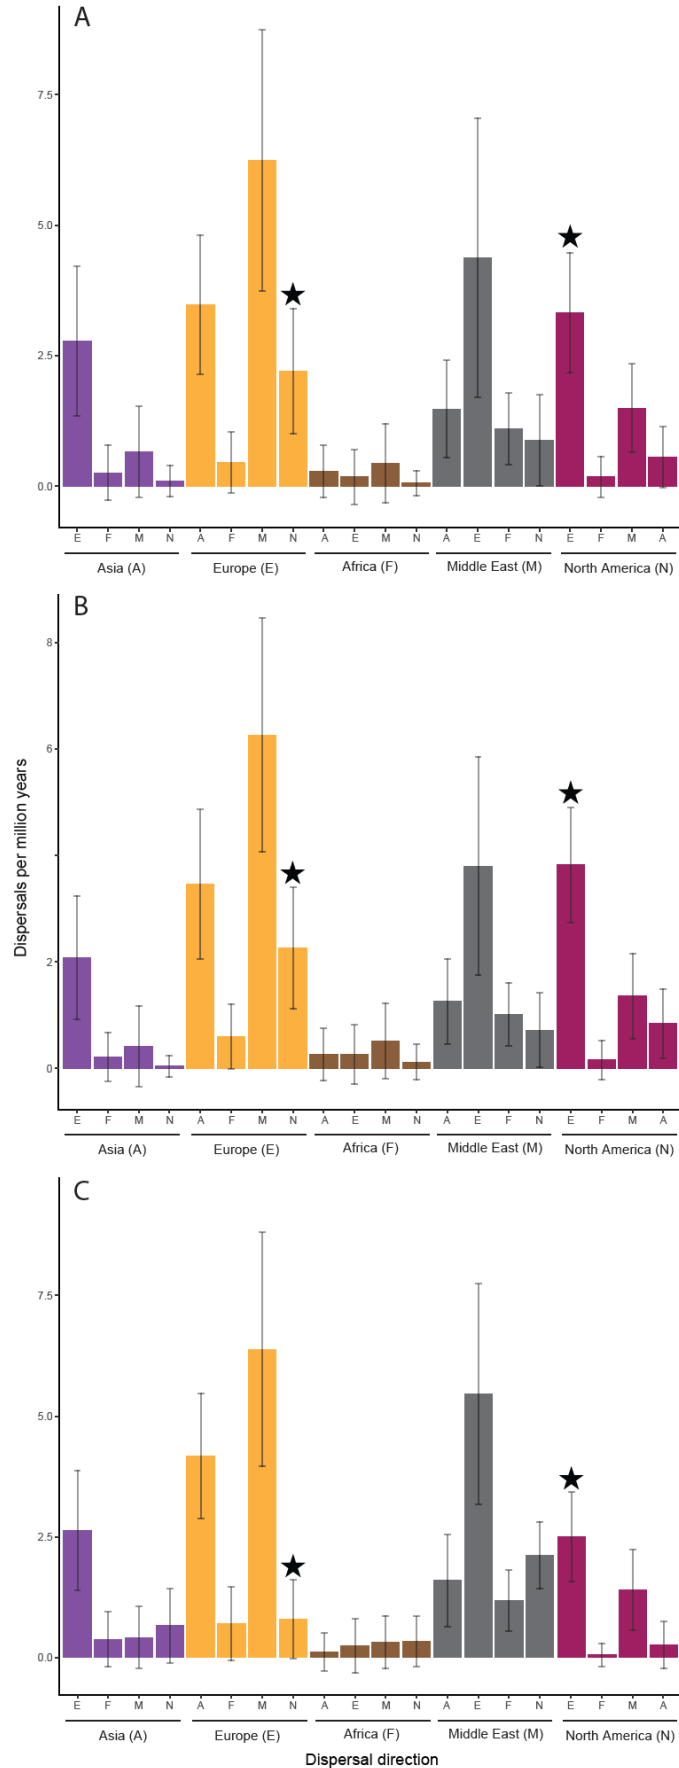 A
7.5
5.0
2.5
0.0
E F M N A F M N A E M N A E F N E F M A
Asia (A) Europe (E) Africa (F) Middle East (M) North America (N)
B
8
6
2
0
Dispersals per million years
E F M N A F M N A E M N A E F N E F M A
Asia (A) Europe (E) Africa (F) Middle East (M) North America (N)
C
7.5
5.0
2.5
0.0
E F M N A F M N A E M N A E F N E F M A
Asia (A) Europe (E) Africa (F) Middle East (M) North America (N)
Dispersal direction